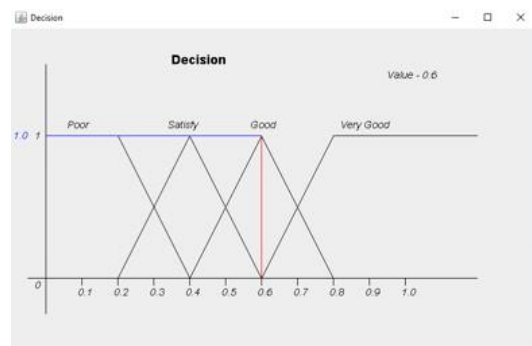 Decision
Decision
Value - 0.6
Poor Satisfy Good Very Good
1.0 1
0
0.1 0.2 0.3 0.4 0.5 0.6 0.7 0.8 0.9 1.0